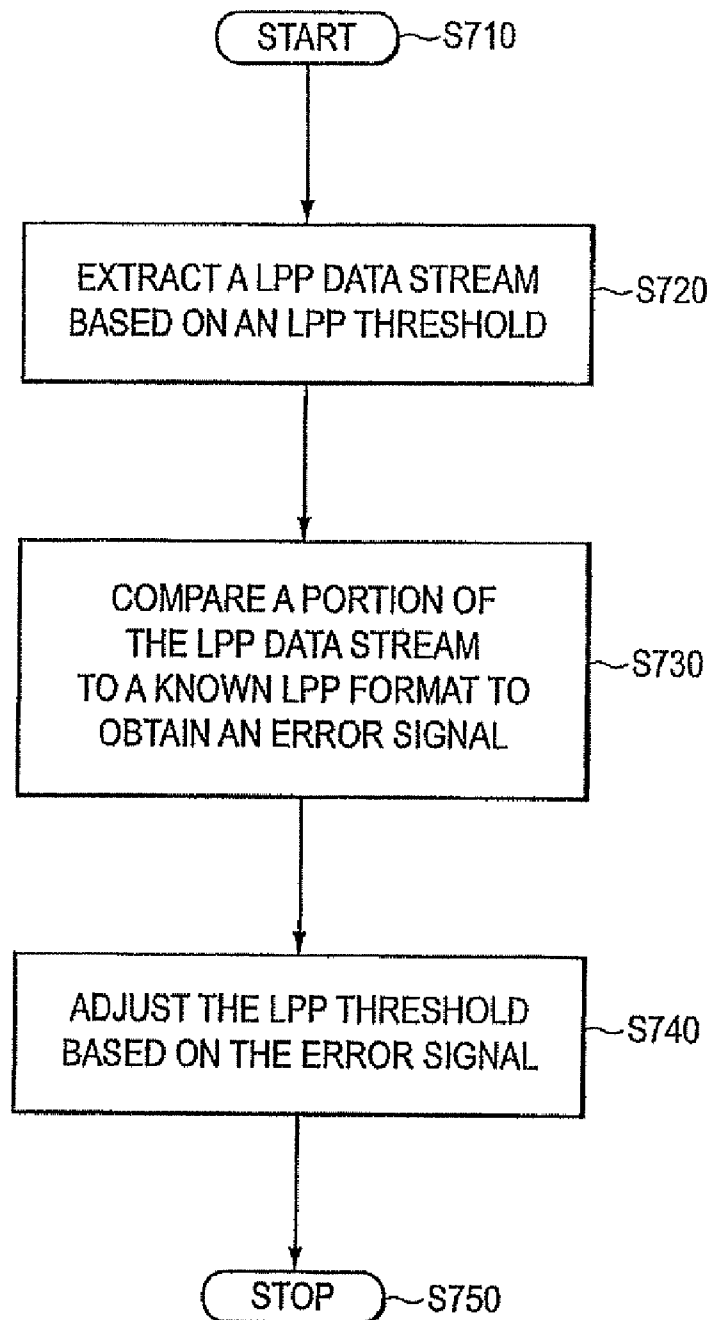 START
S710
EXTRACT A LPP DATA STREAM
BASED ON AN LPP THRESHOLD
S720
COMPARE A PORTION OF
THE LPP DATA STREAM
TO A KNOWN LPP FORMAT TO
OBTAIN AN ERROR SIGNAL
S730
ADJUST THE LPP THRESHOLD
BASED ON THE ERROR SIGNAL
S740
STOP
S750